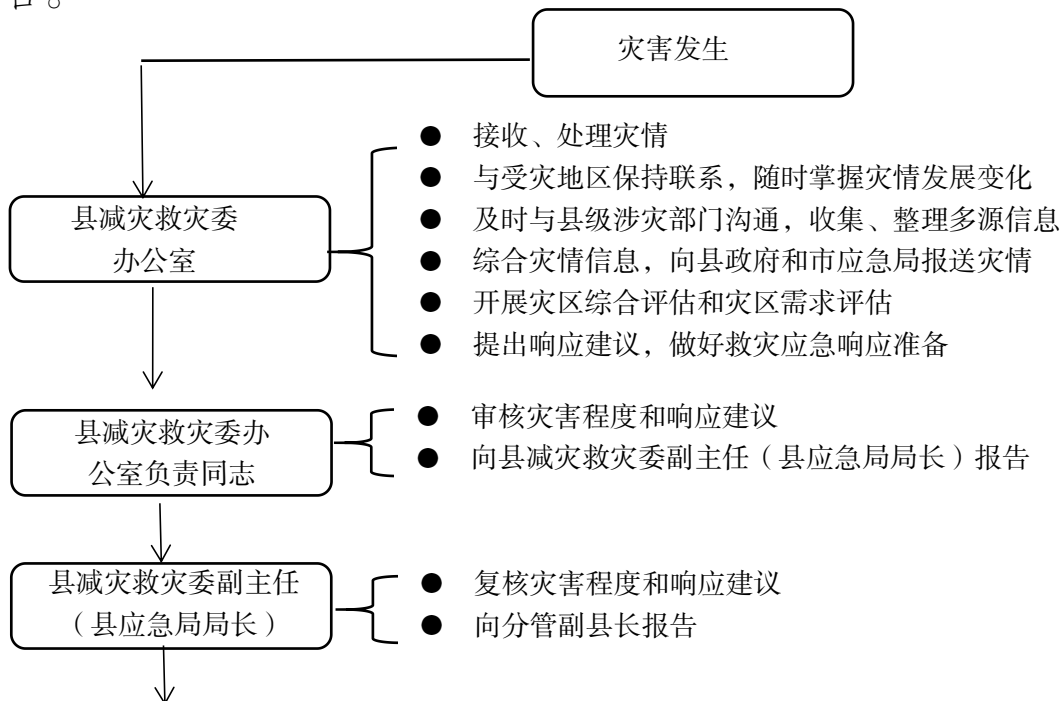 灾害发生
● 接收、处理灾情
● 与受灾地区保持联系，随时掌握灾情发展变化
县减灾救灾委
办公室
● 及时与县级涉灾部门沟通，收集、整理多源信息
● 综合灾情信息，向县政府和市应急局报送灾情
● 开展灾区综合评估和灾区需求评估
● 提出响应建议，做好救灾应急响应准备
县减灾救灾委办
公室负责同志
● 审核灾害程度和响应建议
● 向县减灾救灾委副主任（县应急局局长）报告
县减灾救灾委副主任
（县应急局局长）
● 复核灾害程度和响应建议
● 向分管副县长报告